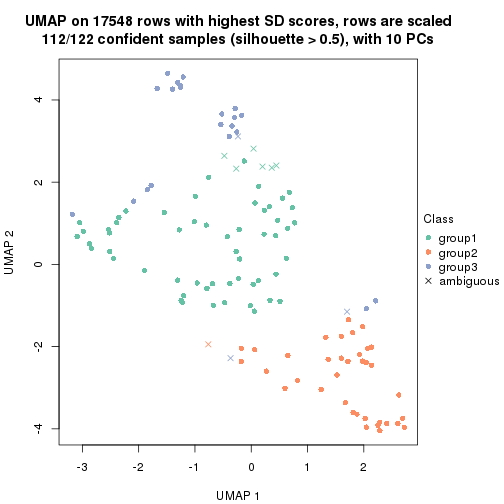 UMAP on 17548 rows with highest SD scores, rows are scaled
112/122 confident samples (silhouette > 0.5), with 10 PCs
4
2
0
-2
-4
UMAP 2
-3
-2
-1
0
1
2
UMAP 1
Class
group1
group2
group3
ambiguous